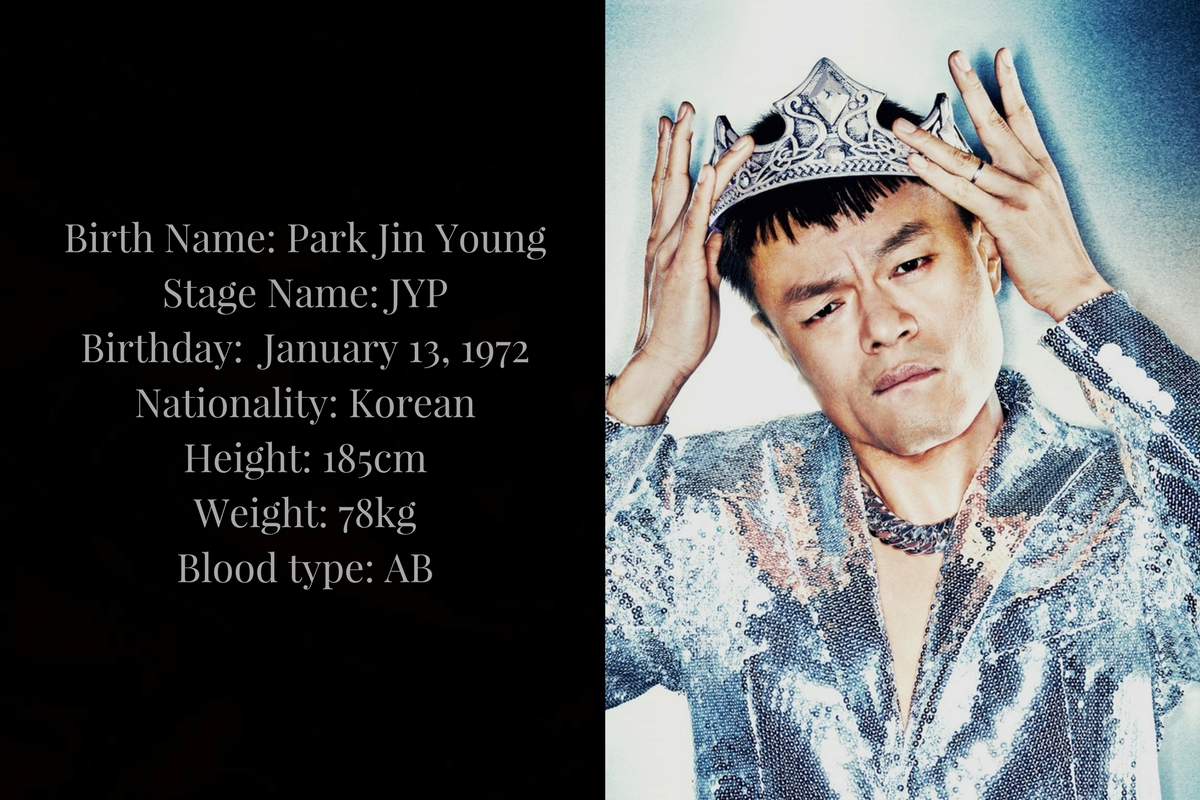 Birth Name: Park Jin Young
Stage Name: JYP
Birthday:  January 13, 1972
Nationality: Korean
Height: 185cm
Weight: 78kg
Blood type: AB